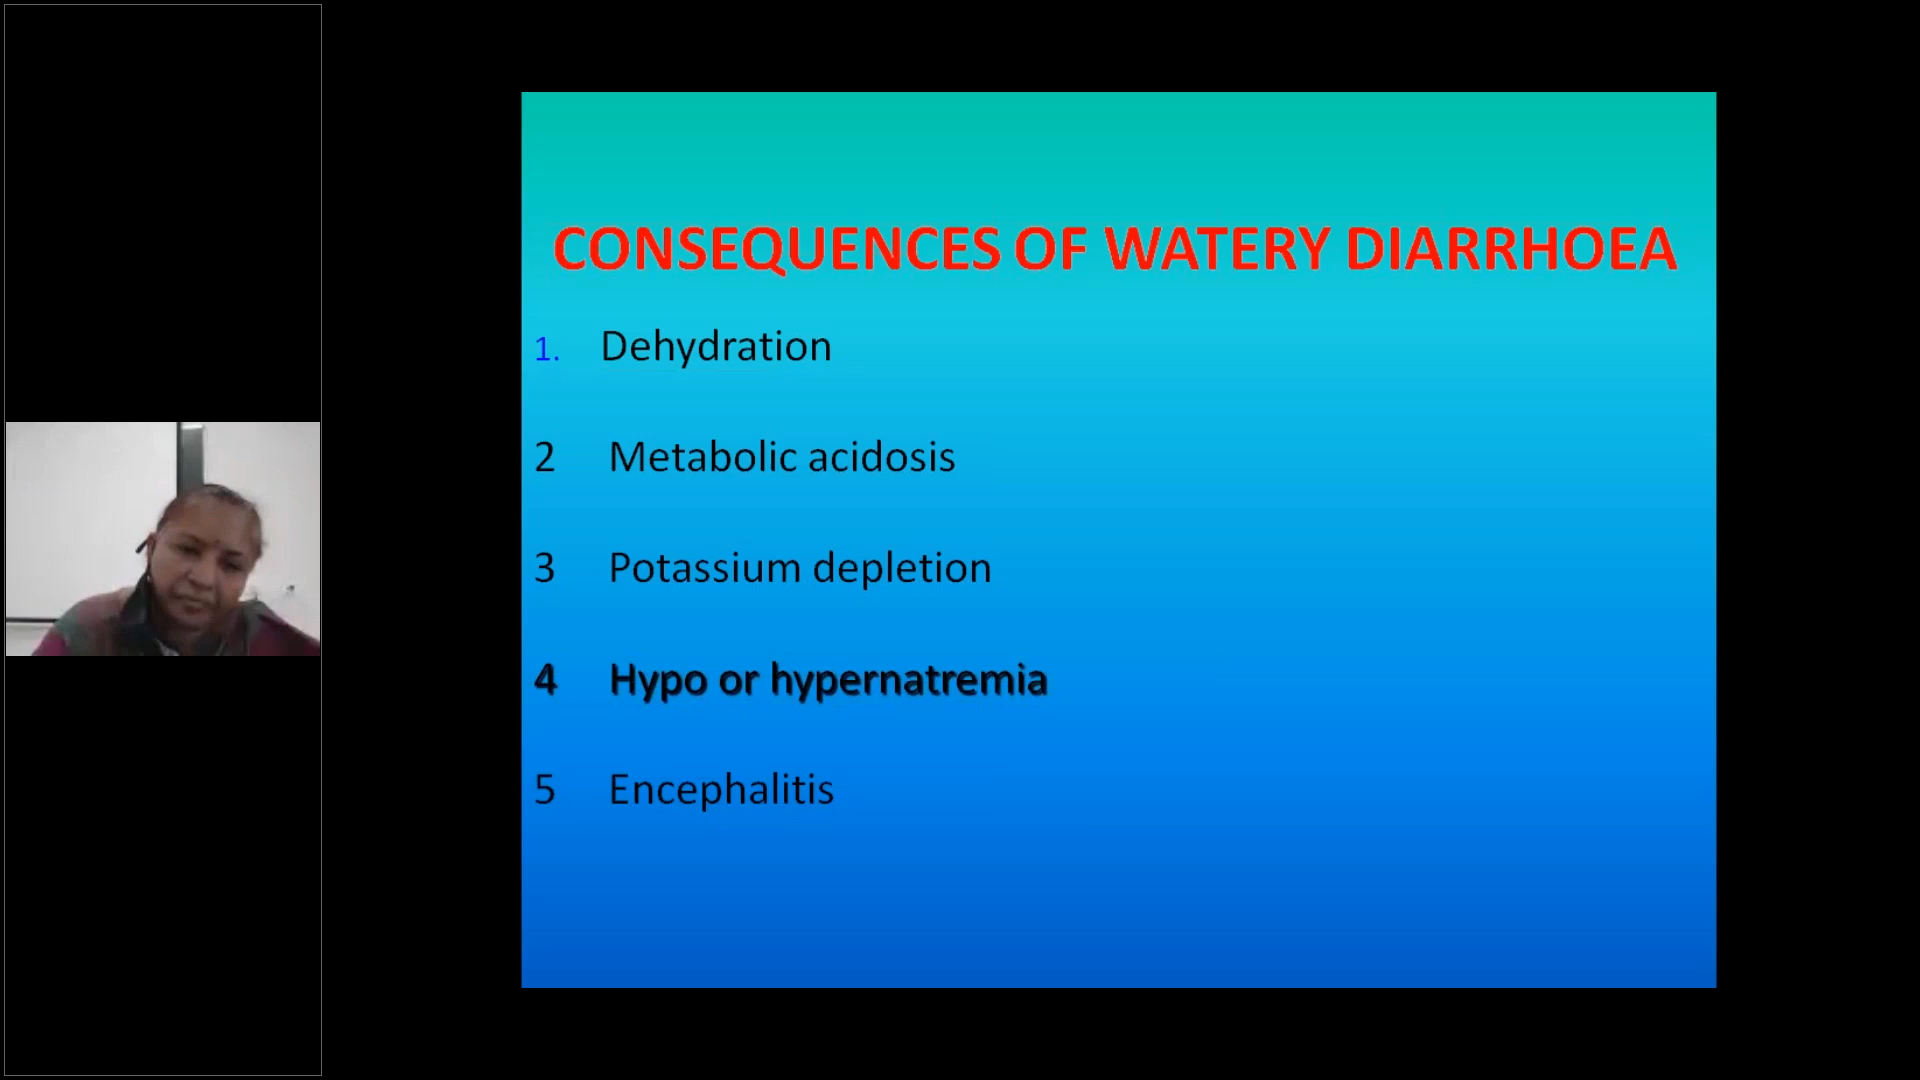 CONSEQUENCES OF WATERY DIARRHOEA
1. Dehydration
2 Metabolic acidosis
3 Potassium depletion
4 Hypo or hypernatremia
5 Encephalitis